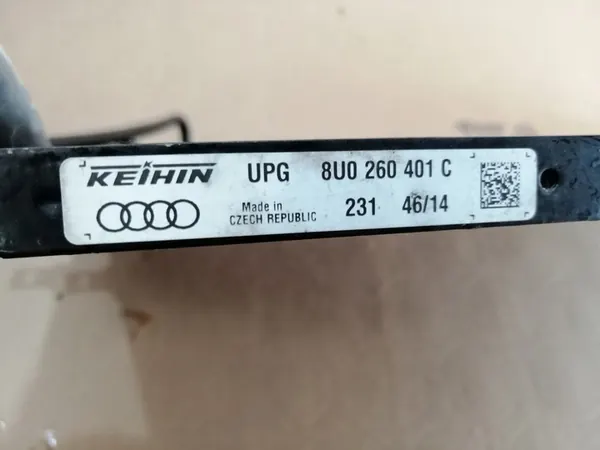 KEIHIN UPG 8U0 260 401 C
Made in
CZECH REPUBLIC 231 46/14